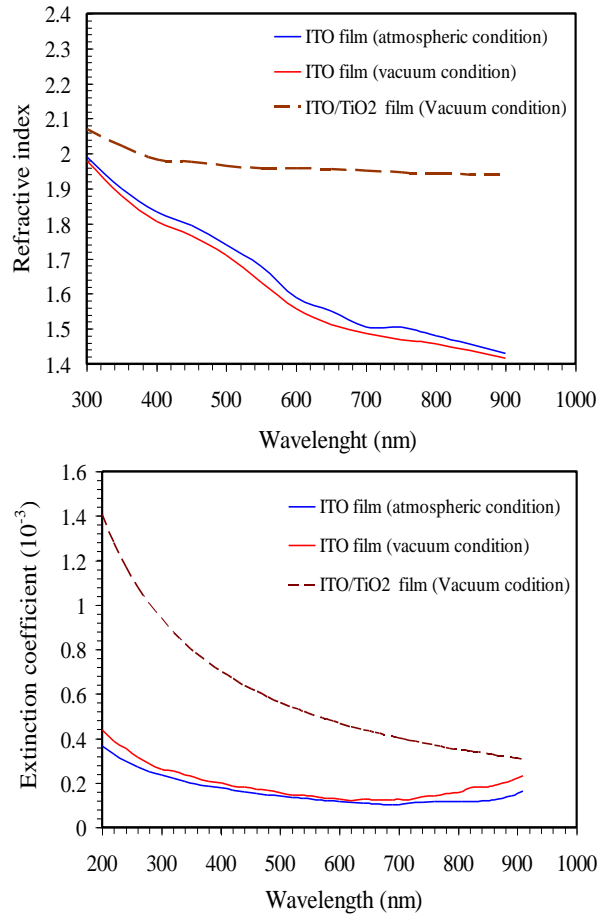 2.4
2.3
2.2
2.1
2
1.9
1.8
1.7
1.6
1.5
1.4
Refractive index
ITO film (atmospheric condition)
ITO film (vacuum condition)
ITO/TiO2 film (Vacuum condition)
300 400 500 600 700 800 900 1000
Wavelenght (nm)
1.6
1.4
1.2
1
0.8
0.6
0.4
0.2
0
Extinction coefficient (10⁻³)
ITO film (atmospheric condition)
ITO film (vacuum condition)
ITO/TiO2 film (Vacuum codition)
200 300 400 500 600 700 800 900 1000
Wavelength (nm)